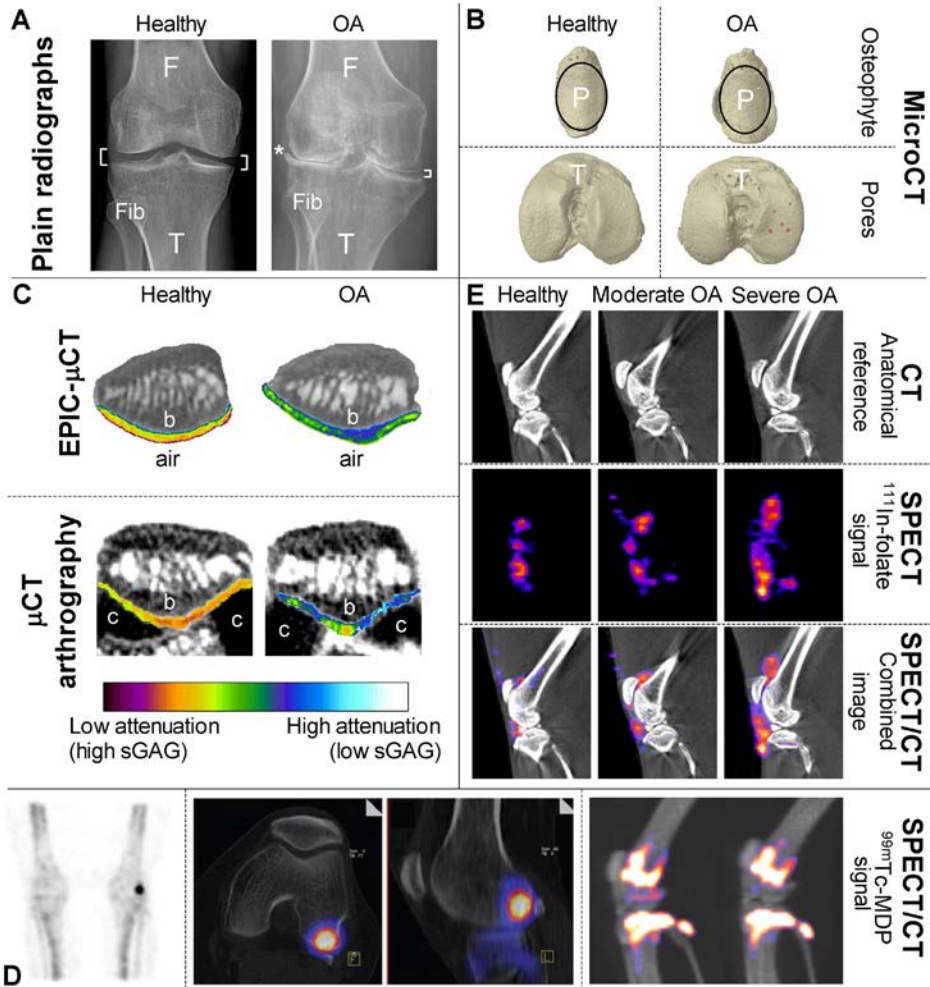 A
Healthy
OA
Plain radiographs
F
F
*
Fib
Fib
T
T
B
Healthy
OA
P
P
Osteophyte
T
T
Pores
MicroCT
C
Healthy
OA
EPIC-μCT
b
b
air
air
μCT
arthrography
b
b
c
c
c
c
Low attenuation
(high sGAG)
High attenuation
(low sGAG)
E
Healthy
Moderate OA
Severe OA
CT
Anatomical
reference
SPECT
¹¹¹In-folate
signal
SPECT/CT
Combined
image
D
F
L
SPECT/CT
⁹⁹ᵐTc-MDP
signal